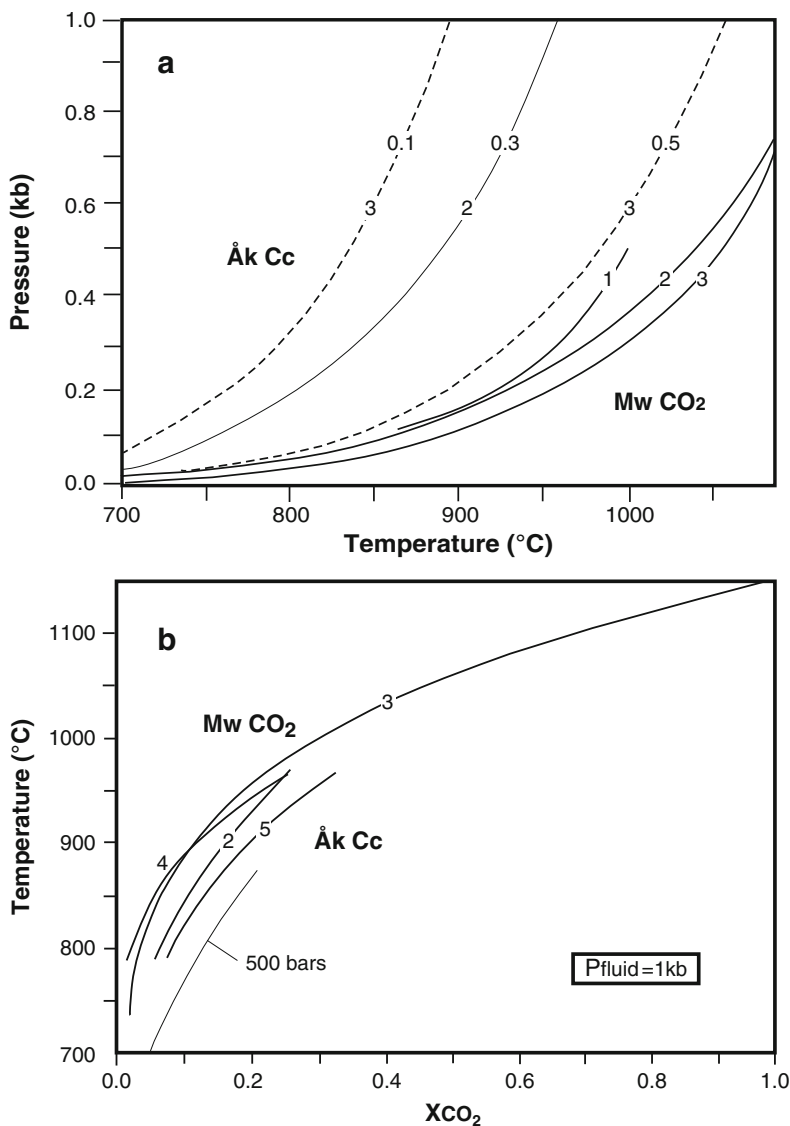 1.0
a
0.8
0.1
0.3
0.5
0.6
3
2
3
Åk Cc
Pressure (kb)
0.4
1
2
3
0.2
Mw CO2
0.0
700
800
900
1000
Temperature (°C)
1100
b
3
Mw CO2
1000
Temperature (°C)
900
4
2
5
Åk Cc
800
500 bars
Pfluid=1kb
700
0.0
0.2
0.4
0.6
0.8
1.0
XCO2